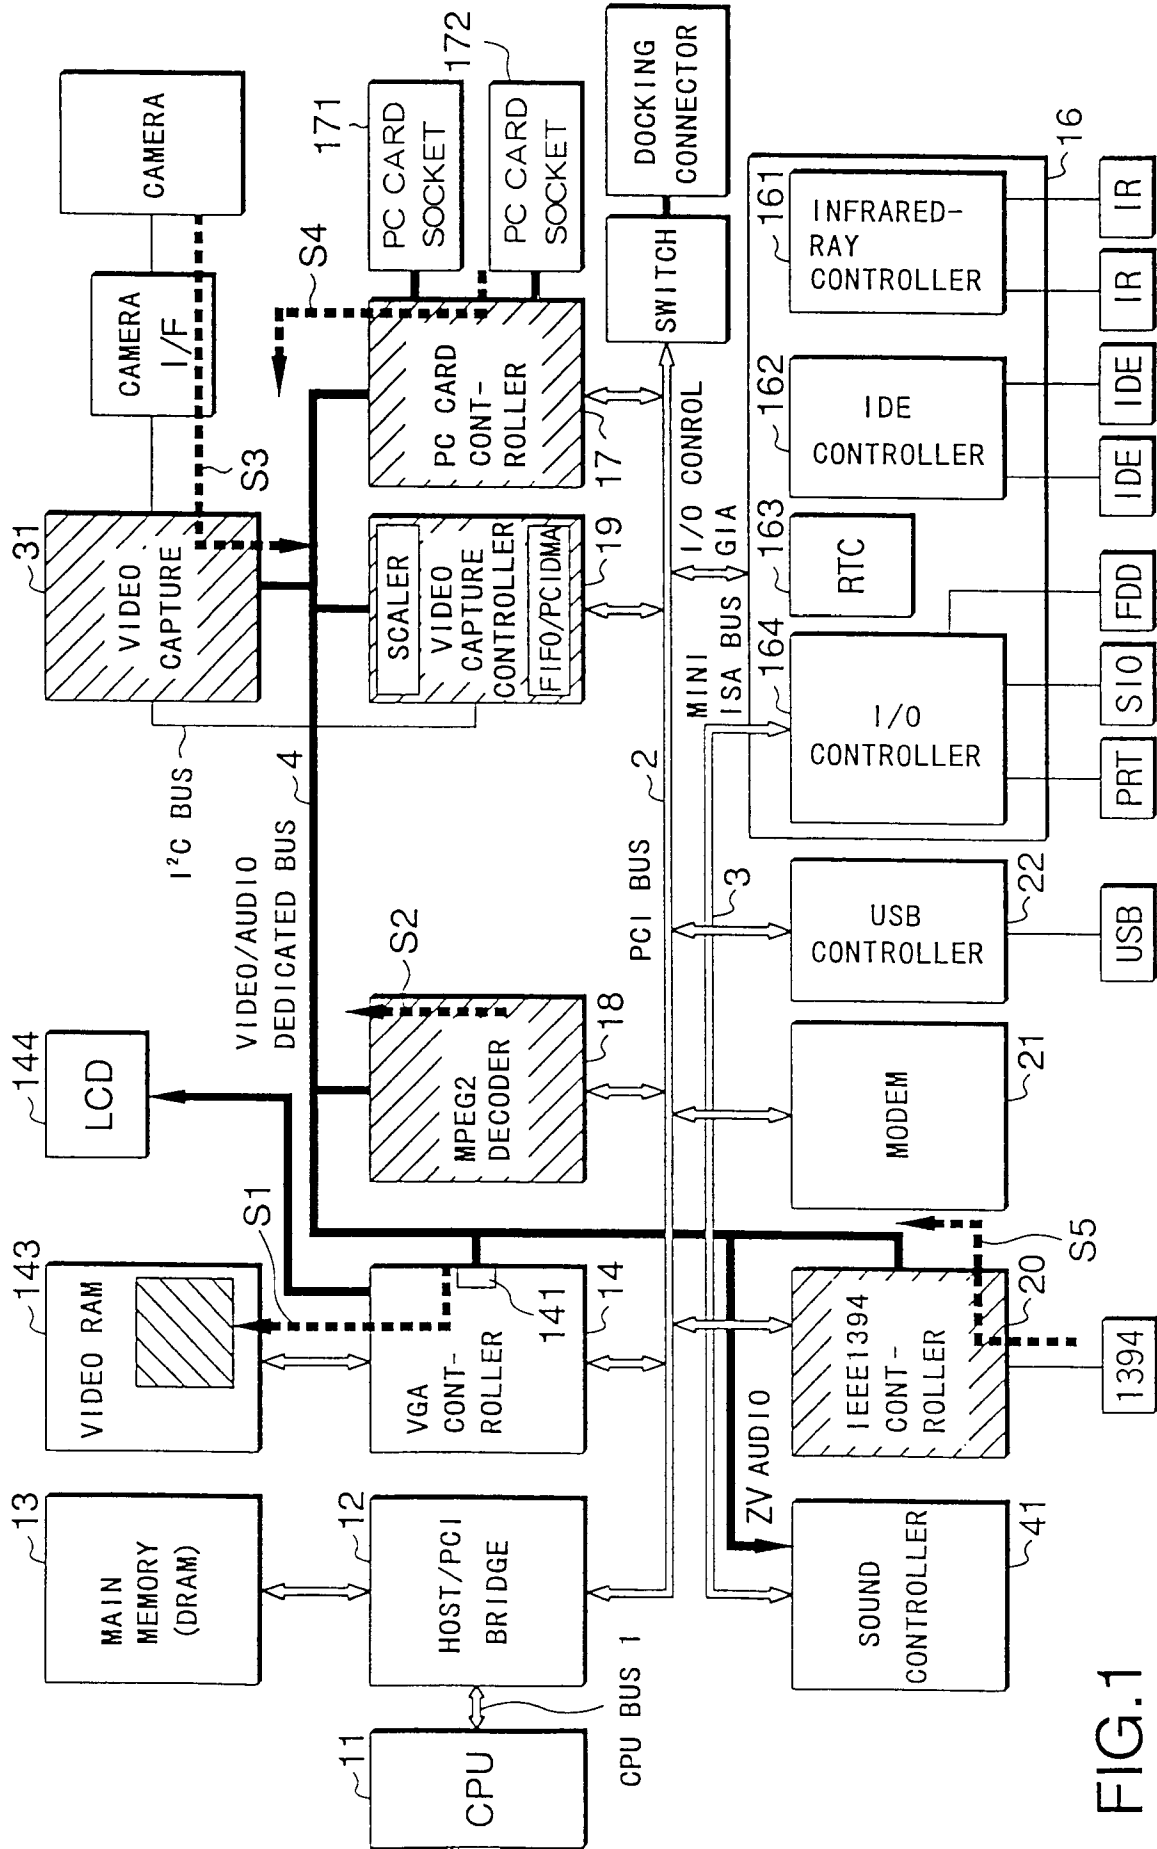 13
MAIN
MEMORY
(DRAM)
143
VIDEO RAM
144
LCD
31
VIDEO
CAPTURE
CAMERA
I/F
CAMERA
S1
I²C BUS
S3
VIDEO/AUDIO
DEDICATED BUS
4
S4
171
PC CARD
SOCKET
172
PC CARD
SOCKET
11
CPU
CPU BUS 1
12
HOST/PCI
BRIDGE
VGA
CONT-
ROLLER
141
14
S2
MPEG2
DECODER
18
SCALER
VIDEO
CAPTURE
CONTROLLER
FIFO/PCIDMA
19
PC CARD
CONT-
ROLLER
17
SWITCH
DOCKING
CONNECTOR
PCI BUS
2
3
MINI
ISA BUS
I/O CONROL
GIA
ZV AUDIO
SOUND
CONTROLLER
41
IEEE1394
CONT-
ROLLER
20
S5
1394
MODEM
21
USB
CONTROLLER
22
USB
164
I/O
CONTROLLER
163
RTC
162
IDE
CONTROLLER
161
INFRARED-
RAY
CONTROLLER
16
PRT
SIO
FDD
IDE
IDE
IR
IR
FIG.1